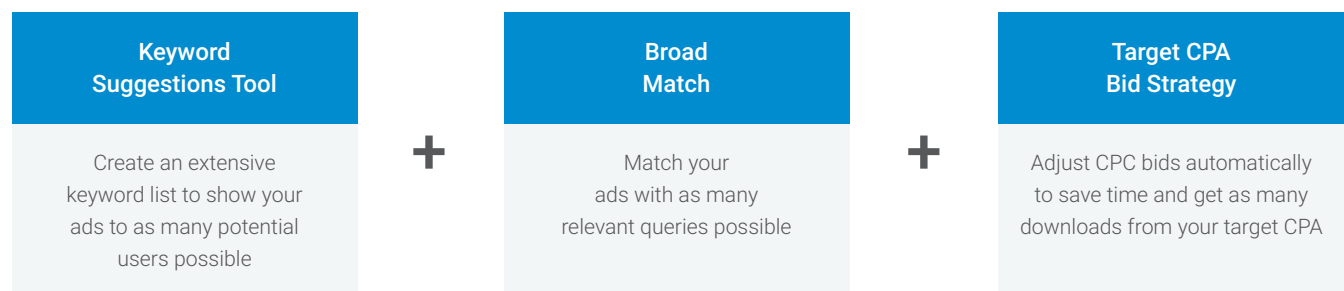 Keyword
Suggestions Tool
Create an extensive
keyword list to show your
ads to as many potential
users possible
+
Broad
Match
Match your
ads with as many
relevant queries possible
+
Target CPA
Bid Strategy
Adjust CPC bids automatically
to save time and get as many
downloads from your target CPA